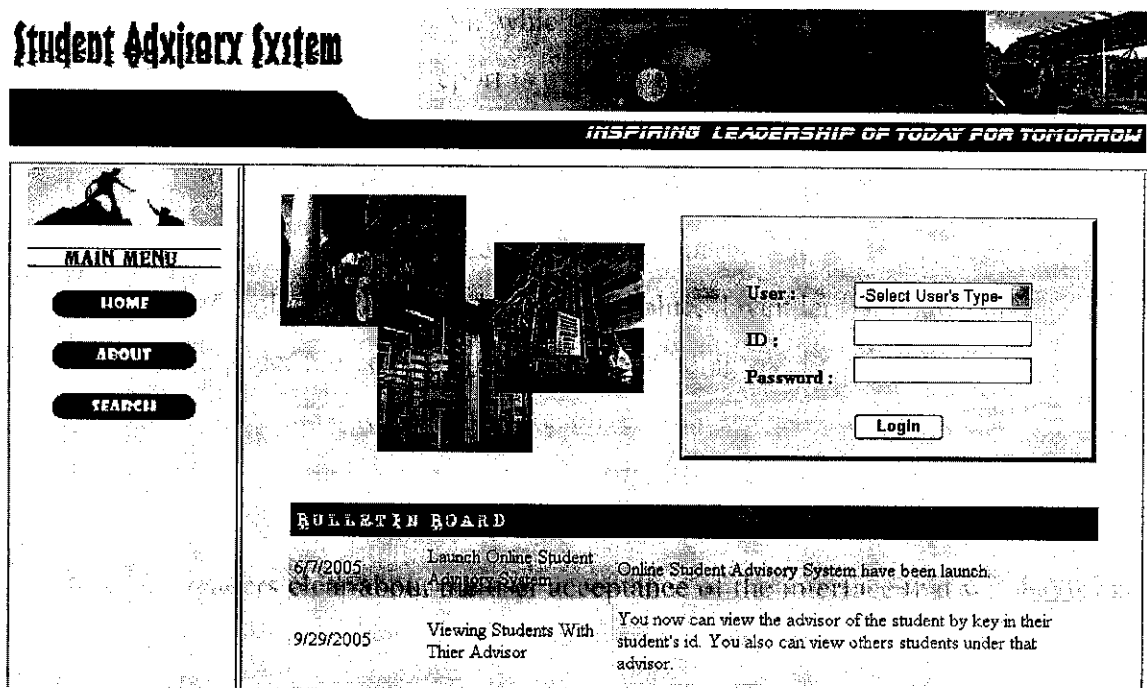 Student Advisory System
INSPIRING LEADERSHIP OF TODAY FOR TOMORROW
MAIN MENU
HOME
ABOUT
SEARCH
User :
-Select User's Type-
ID :
Password :
Login
BULLETIN BOARD
6/7/2005
Launch Online Student
Advisory System
Online Student Advisory System have been launch.
9/29/2005
Viewing Students With
Thier Advisor
You now can view the advisor of the student by key in their
student's id. You also can view others students under that
advisor.